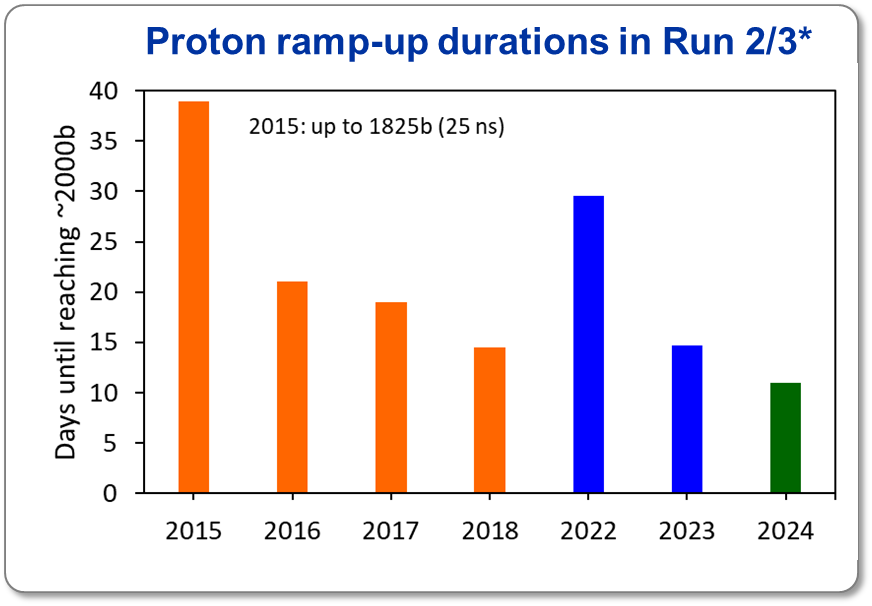 Proton ramp-up durations in Run 2/3*
2015: up to 1825b (25 ns)
Days until reaching ~2000b
40
35
30
25
20
15
10
5
0
2015 2016 2017 2018 2022 2023 2024